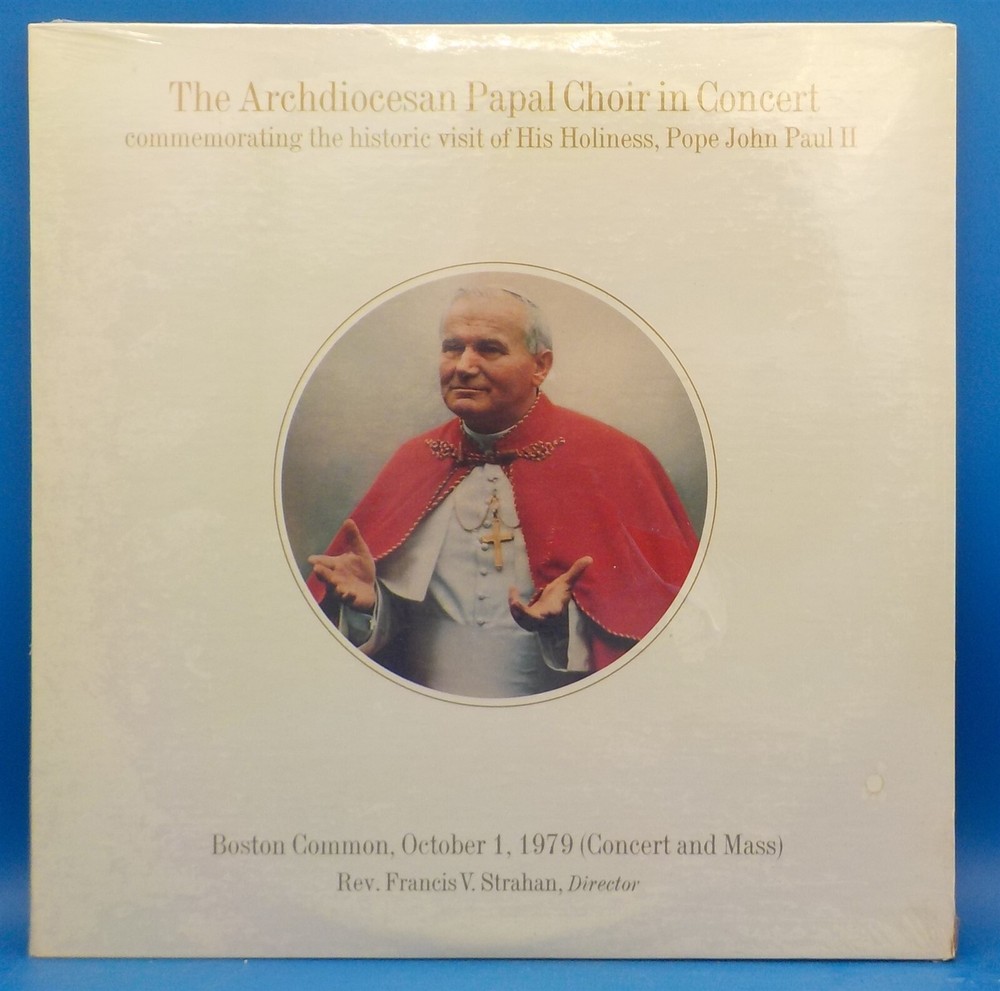 The Archdiocesan Papal Choir in Concert
commemorating the historic visit of His Holiness, Pope John Paul II
Boston Common, October 1, 1979 (Concert and Mass)
Rev. Francis V. Strahan, Director